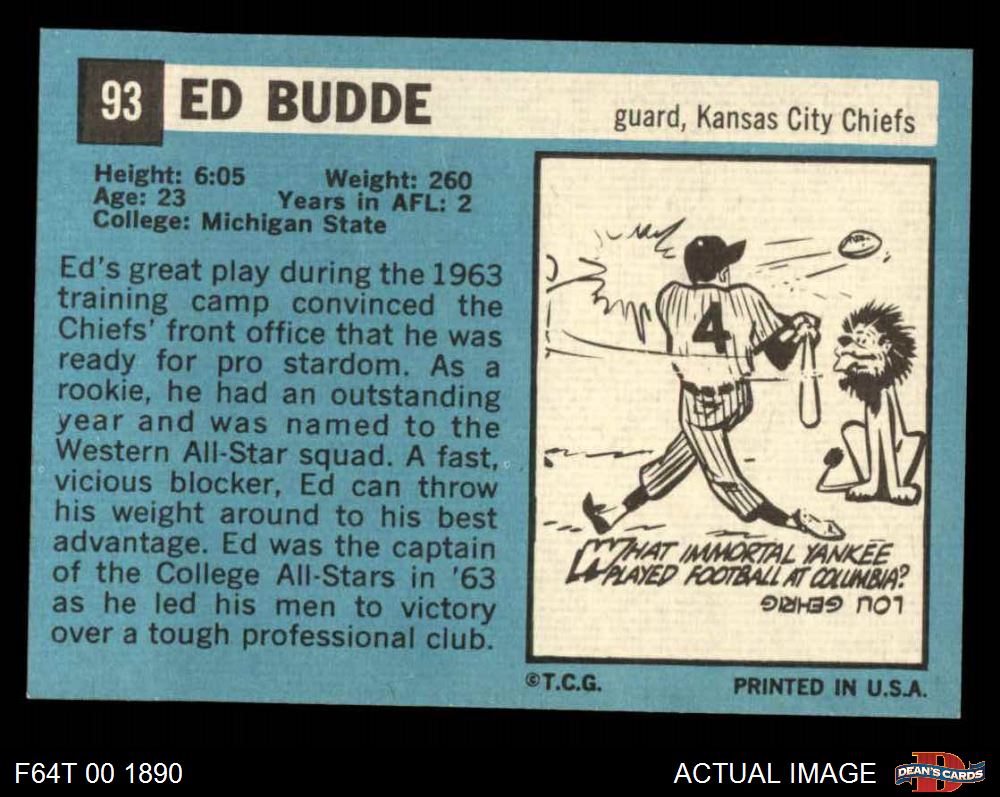 93 ED BUDDE
guard, Kansas City Chiefs
Height: 6:05 Weight: 260
Age: 23 Years in AFL: 2
College: Michigan State
Ed's great play during the 1963
training camp convinced the
Chiefs' front office that he was
ready for pro stardom. As a
rookie, he had an outstanding
year and was named to the
Western All-Star squad. A fast,
vicious blocker, Ed can throw
his weight around to his best
advantage. Ed was the captain
of the College All-Stars in '63
as he led his men to victory
over a tough professional club.
4
WHAT IMMORTAL YANKEE
PLAYED FOOTBALL AT COLUMBIA?
LOU GEHRIG
©T.C.G. PRINTED IN U.S.A.
F64T 00 1890
ACTUAL IMAGE
D
DEAN'S CARDS